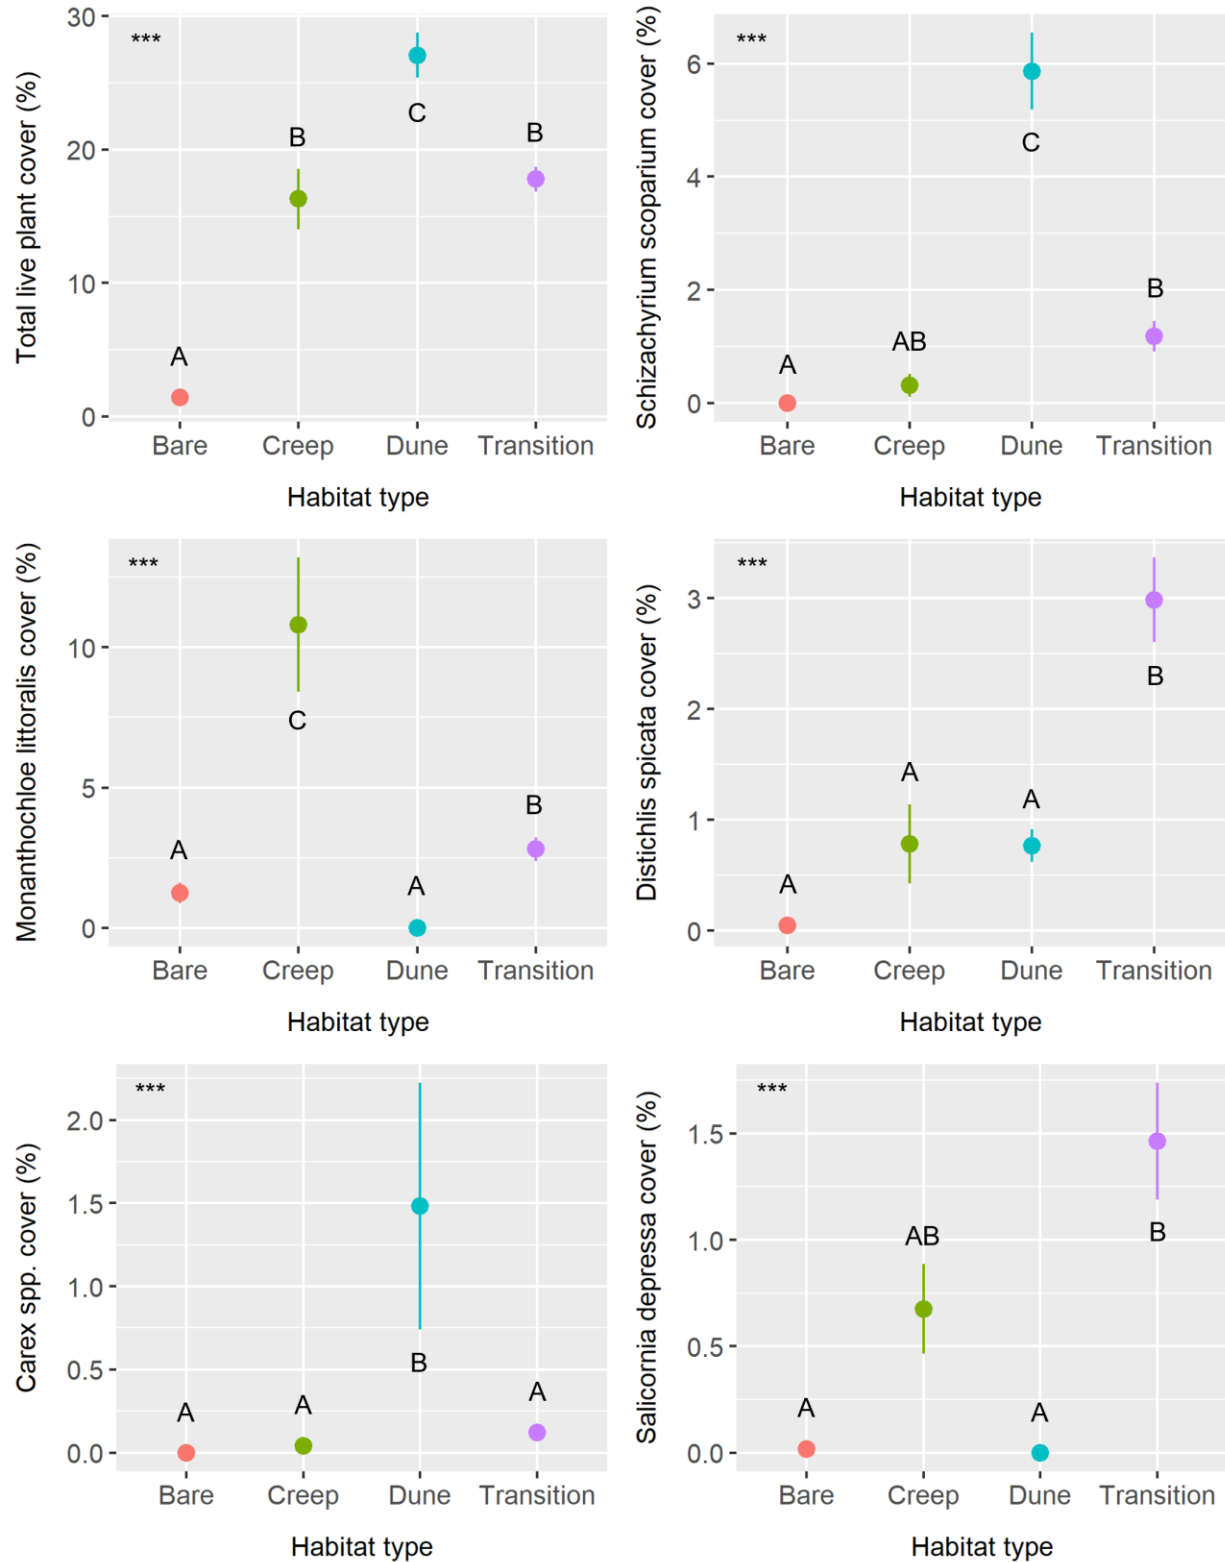 Total live plant cover (%)
30
20
10
0
***
A
B
C
B
Bare Creep Dune Transition
Habitat type
Schizachyrium scoparium cover (%)
6
4
2
0
***
A
AB
C
B
Bare Creep Dune Transition
Habitat type
Monanthochloe littoralis cover (%)
10
5
0
***
A
C
A
B
Bare Creep Dune Transition
Habitat type
Distichlis spicata cover (%)
3
2
1
0
***
A
A
A
B
Bare Creep Dune Transition
Habitat type
Carex spp. cover (%)
2.0
1.5
1.0
0.5
0.0
***
A
A
B
A
Bare Creep Dune Transition
Habitat type
Salicornia depressa cover (%)
1.5
1.0
0.5
0.0
***
A
AB
A
B
Bare Creep Dune Transition
Habitat type